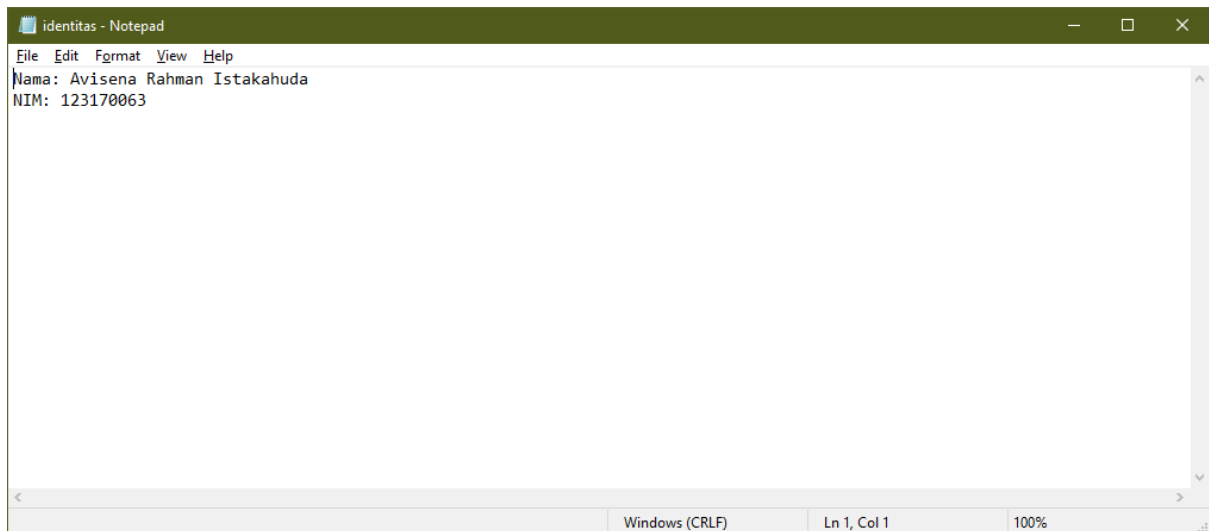 identitas - Notepad
File Edit Format View Help
Nama: Avisena Rahman Istakahuda
NIM: 123170063
Windows (CRLF) Ln 1, Col 1 100%